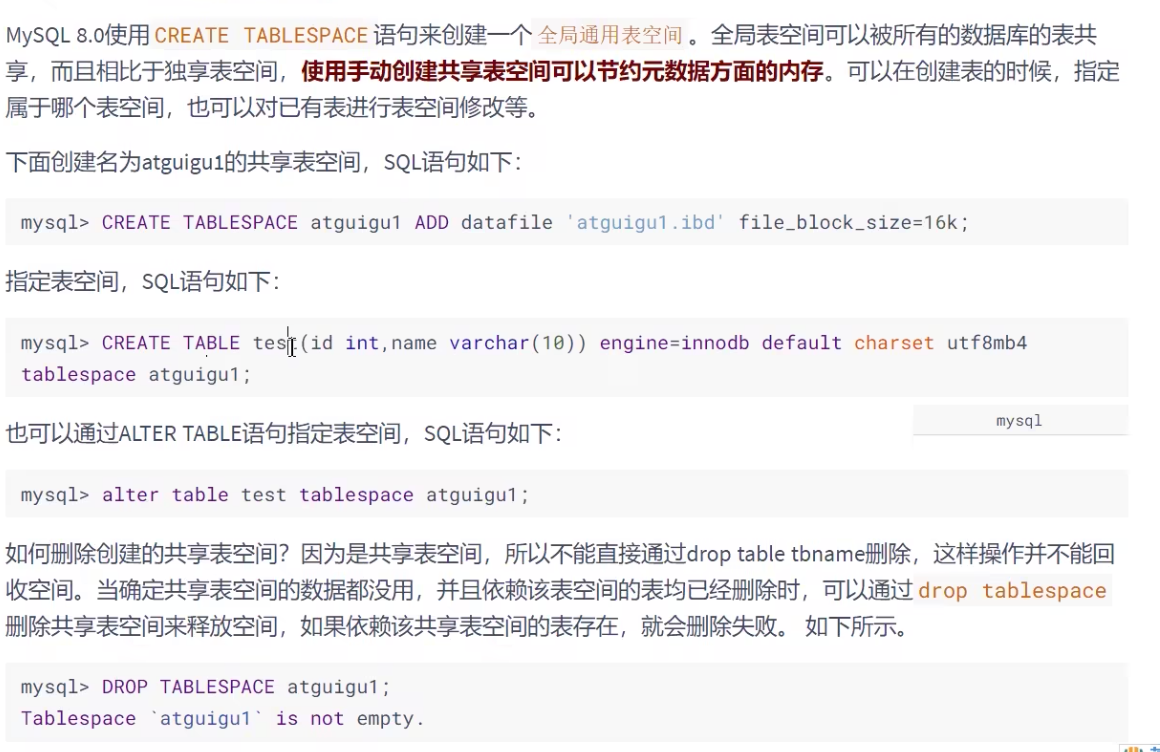 MySQL 8.0使用 CREATE TABLESPACE 语句来创建一个 全局通用表空间 。全局表空间可以被所有的数据库的表共
享，而且相比于独享表空间，使用手动创建共享表空间可以节约元数据方面的内存。可以在创建表的时候，指定
属于哪个表空间，也可以对已有表进行表空间修改等。
下面创建名为atguigu1的共享表空间，SQL语句如下：
mysql> CREATE TABLESPACE atguigu1 ADD datafile 'atguigu1.ibd' file_block_size=16k;
指定表空间，SQL语句如下：
mysql> CREATE TABLE test(id int,name varchar(10)) engine=innodb default charset utf8mb4
tablespace atguigu1;
也可以通过ALTER TABLE语句指定表空间，SQL语句如下：
mysql
mysql> alter table test tablespace atguigu1;
如何删除创建的共享表空间？因为是共享表空间，所以不能直接通过drop table tbname删除，这样操作并不能回
收空间。当确定共享表空间的数据都没用，并且依赖该表空间的表均已经删除时，可以通过 drop tablespace
删除共享表空间来释放空间，如果依赖该共享表空间的表存在，就会删除失败。 如下所示。
mysql> DROP TABLESPACE atguigu1;
Tablespace `atguigu1` is not empty.